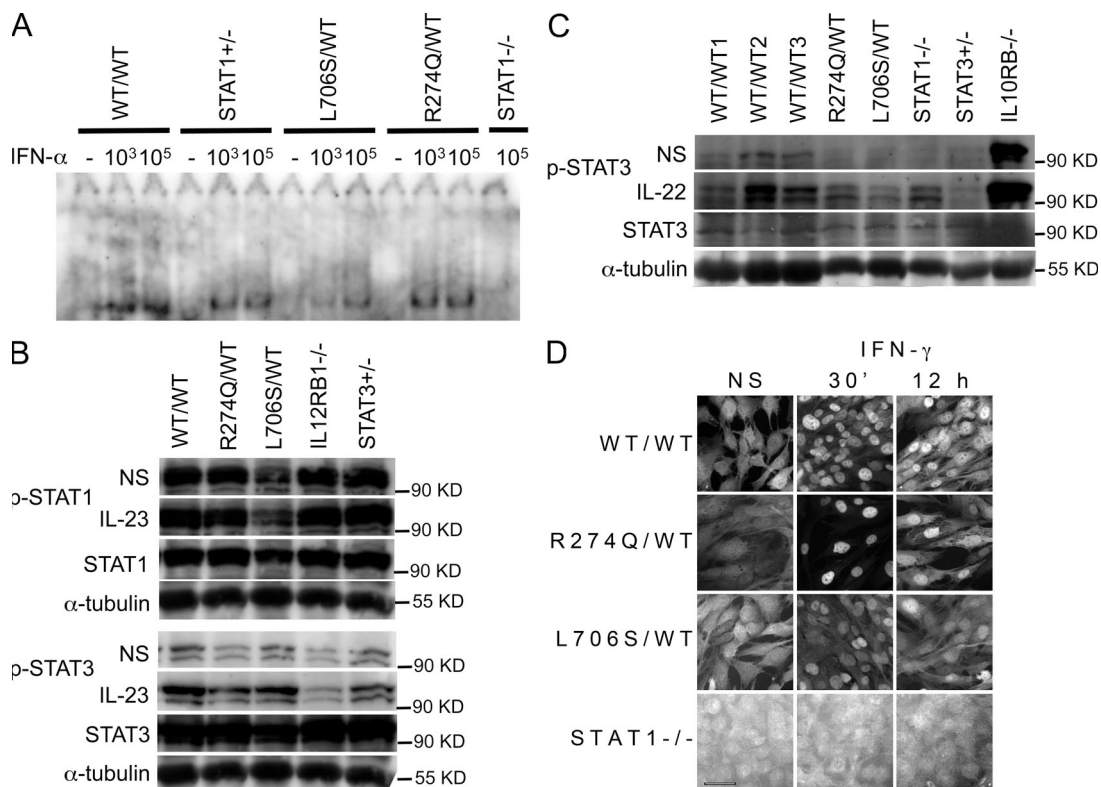 A
WT/WT
STAT1+/-
L706S/WT
R274Q/WT
STAT1-/-
IFN-α - 10³ 10⁵ - 10³ 10⁵ - 10³ 10⁵ - 10³ 10⁵ 10⁵
B
WT/WT
R274Q/WT
L706S/WT
IL12RB1-/-
STAT3+/-
p-STAT1
NS
90 KD
IL-23
90 KD
STAT1
90 KD
α-tubulin
55 KD
p-STAT3
NS
90 KD
IL-23
90 KD
STAT3
90 KD
α-tubulin
55 KD
C
WT/WT1
WT/WT2
WT/WT3
R274Q/WT
L706S/WT
STAT1-/-
STAT3+/-
IL10RB-/-
p-STAT3
NS
90 KD
IL-22
90 KD
STAT3
90 KD
α-tubulin
55 KD
D
IFN-γ
NS 30' 12 h
WT/WT
R274Q/WT
L706S/WT
STAT1-/-